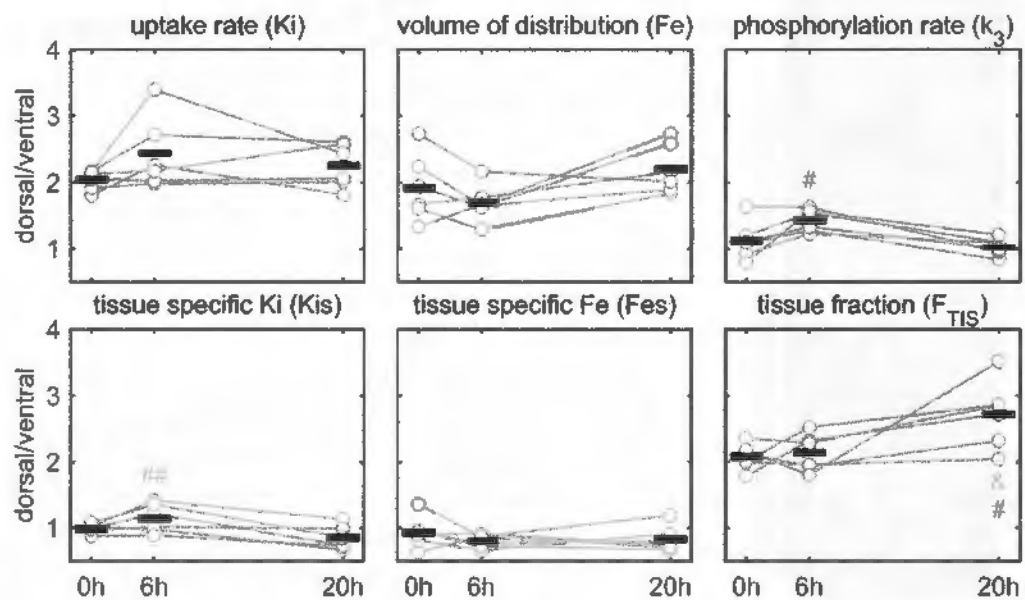 uptake rate (Ki)
volume of distribution (Fe)
phosphorylation rate (k3)
4
3
2
1
dorsal/ventral
#
tissue specific Ki (Kis)
tissue specific Fe (Fes)
tissue fraction (FTIS)
4
3
2
1
dorsal/ventral
##
&
#
0h 6h 20h
0h 6h 20h
0h 6h 20h